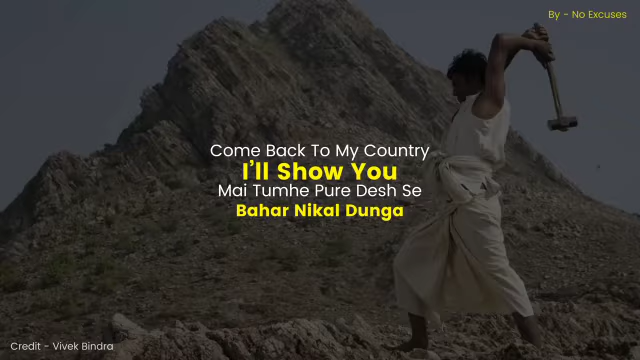 By - No Excuses
Come Back To My Country
I'll Show You
Mai Tumhe Pure Desh Se
Bahar Nikal Dunga
Credit - Vivek Bindra